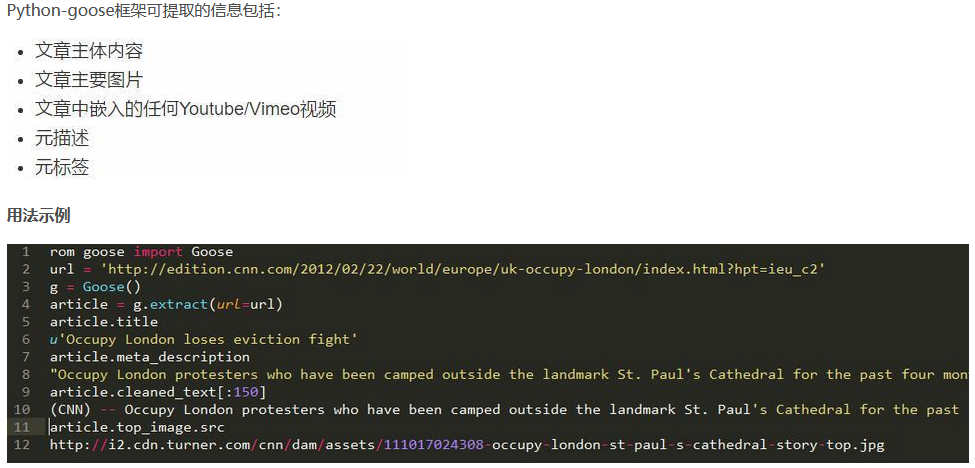 Python-goose框架可提取的信息包括：
• 文章主体内容
• 文章主要图片
• 文章中嵌入的任何Youtube/Vimeo视频
• 元描述
• 元标签
用法示例
1 rom goose import Goose
2 url = 'http://edition.cnn.com/2012/02/22/world/europe/uk-occupy-london/index.html?hpt=ieu_c2'
3 g = Goose()
4 article = g.extract(url=url)
5 article.title
6 u'Occupy London loses eviction fight'
7 article.meta_description
8 "Occupy London protesters who have been camped outside the landmark St. Paul's Cathedral for the past four mon
9 article.cleaned_text[:150]
10 (CNN) -- Occupy London protesters who have been camped outside the landmark St. Paul's Cathedral for the past
11 article.top_image.src
12 http://i2.cdn.turner.com/cnn/dam/assets/111017024308-occupy-london-st-paul-s-cathedral-story-top.jpg